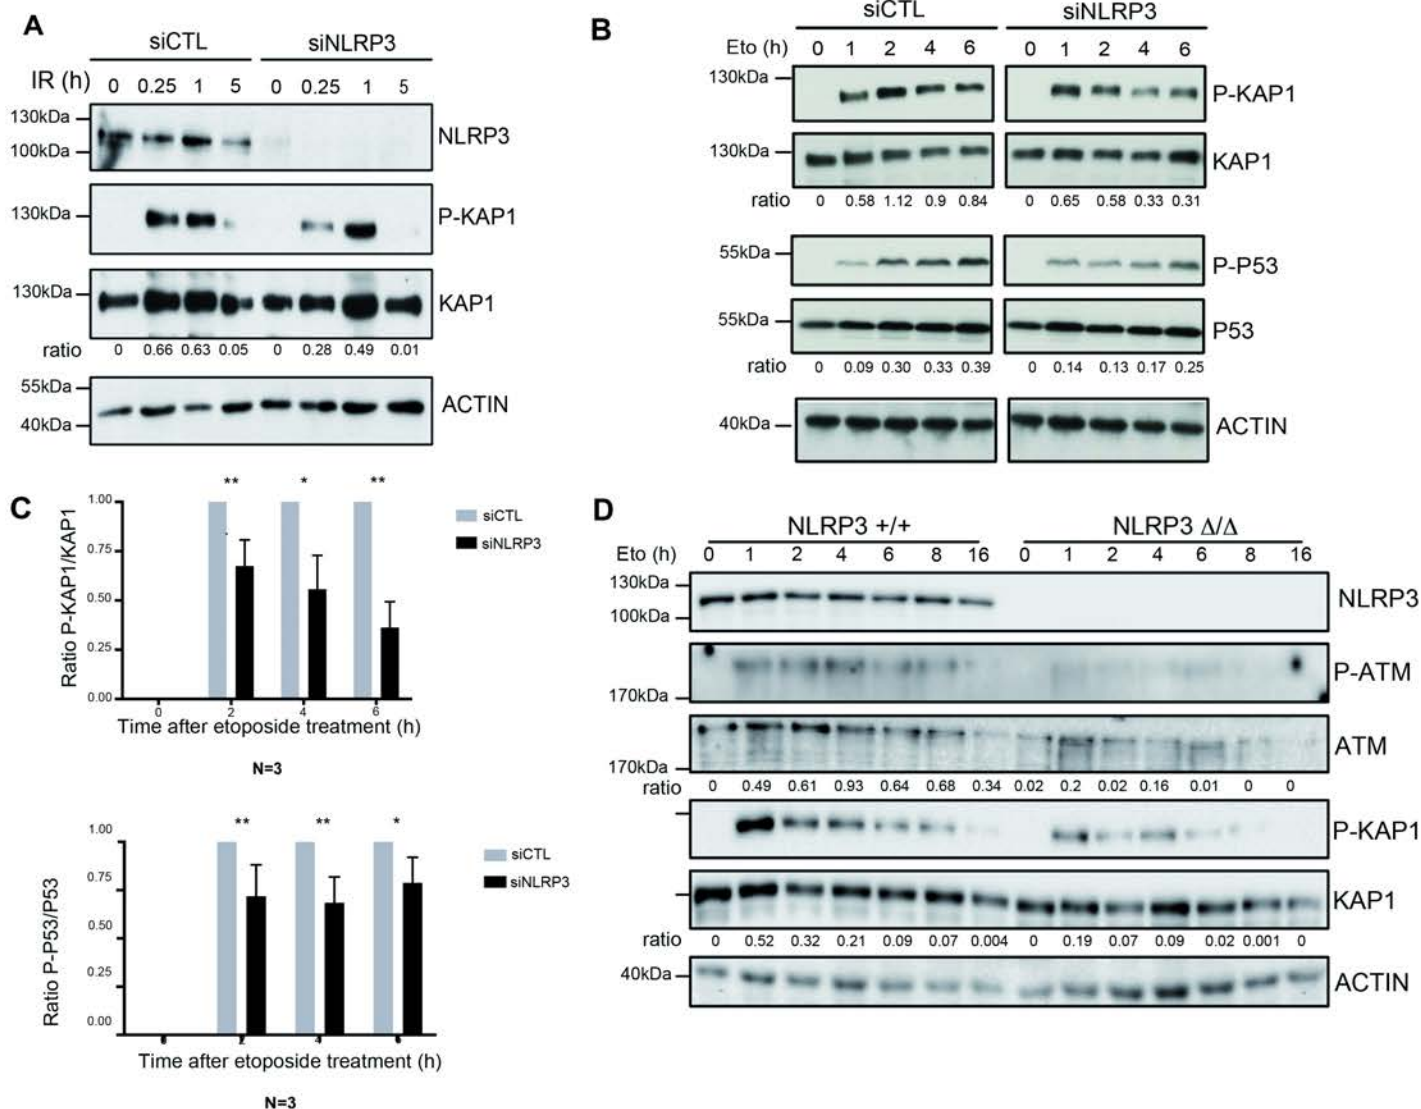 A
siCTL siNLRP3
IR (h) 0 0.25 1 5 0 0.25 1 5
130kDa
100kDa
NLRP3
130kDa
P-KAP1
130kDa
KAP1
ratio 0 0.66 0.63 0.05 0 0.28 0.49 0.01
55kDa
40kDa
ACTIN
B
siCTL siNLRP3
Eto (h) 0 1 2 4 6 0 1 2 4 6
130kDa
P-KAP1
130kDa
KAP1
ratio 0 0.58 1.12 0.9 0.84 0 0.65 0.58 0.33 0.31
55kDa
P-P53
55kDa
P53
ratio 0 0.09 0.30 0.33 0.39 0 0.14 0.13 0.17 0.25
40kDa
ACTIN
C
Ratio P-KAP1/KAP1
1.00
0.75
0.50
0.25
0.00
** * **
siCTL
siNLRP3
0 2 4 6
Time after etoposide treatment (h)
N=3
Ratio P-P53/P53
1.00
0.75
0.50
0.25
0.00
** ** *
siCTL
siNLRP3
Time after etoposide treatment (h)
N=3
D
NLRP3 +/+ NLRP3 Δ/Δ
Eto (h) 0 1 2 4 6 8 16 0 1 2 4 6 8 16
130kDa
100kDa
NLRP3
170kDa
P-ATM
170kDa
ATM
ratio 0 0.49 0.61 0.93 0.64 0.68 0.34 0.02 0.2 0.02 0.16 0.01 0 0
P-KAP1
KAP1
ratio 0 0.52 0.32 0.21 0.09 0.07 0.004 0 0.19 0.07 0.09 0.02 0.001 0
40kDa
ACTIN